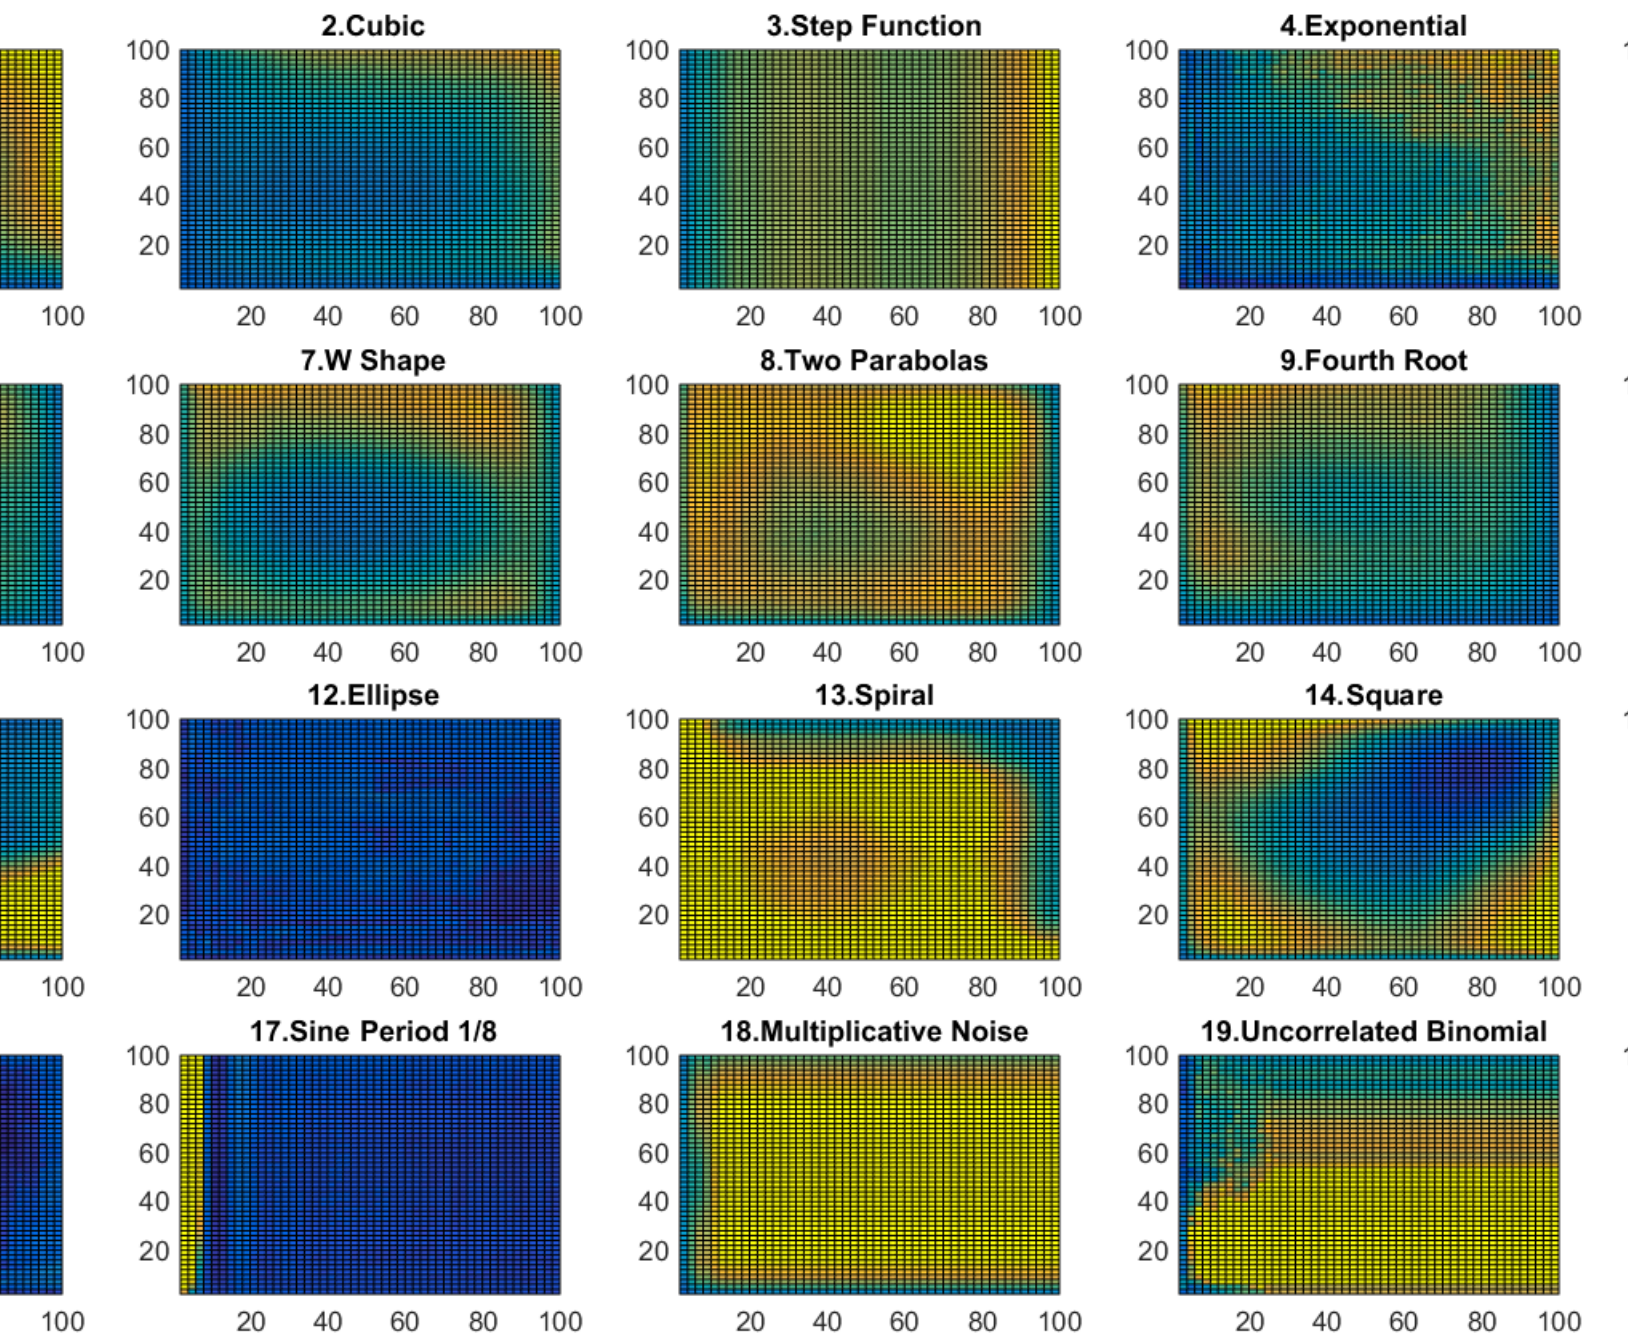 2.Cubic 3.Step Function 4.Exponential
100 100 100
80 80 80
60 60 60
40 40 40
20 20 20
100 20 40 60 80 100 20 40 60 80 100 20 40 60 80 100
7.W Shape 8.Two Parabolas 9.Fourth Root
100 100 100
80 80 80
60 60 60
40 40 40
20 20 20
100 20 40 60 80 100 20 40 60 80 100 20 40 60 80 100
12.Ellipse 13.Spiral 14.Square
100 100 100
80 80 80
60 60 60
40 40 40
20 20 20
100 20 40 60 80 100 20 40 60 80 100 20 40 60 80 100
17.Sine Period 1/8 18.Multiplicative Noise 19.Uncorrelated Binomial
100 100 100
80 80 80
60 60 60
40 40 40
20 20 20
100 20 40 60 80 100 20 40 60 80 100 20 40 60 80 100